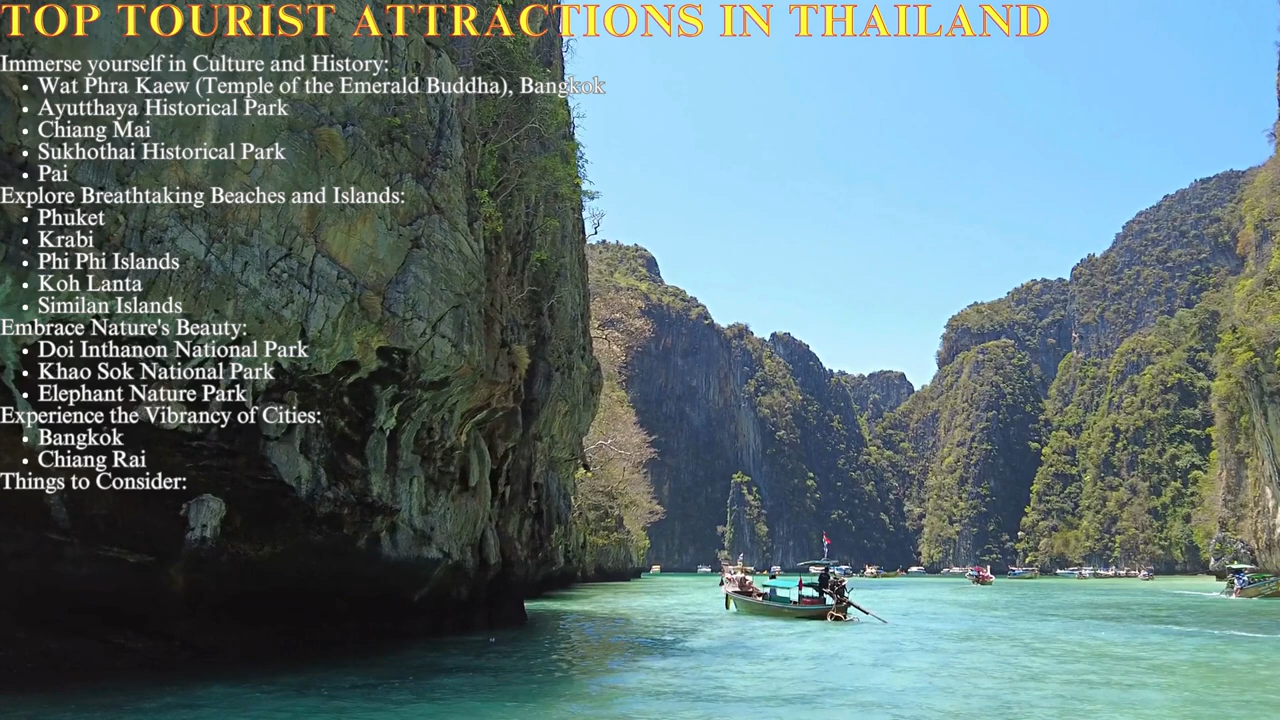 TOP TOURIST ATTRACTIONS IN THAILAND
Immerse yourself in Culture and History:
• Wat Phra Kaew (Temple of the Emerald Buddha), Bangkok
• Ayutthaya Historical Park
• Chiang Mai
• Sukhothai Historical Park
• Pai
Explore Breathtaking Beaches and Islands:
• Phuket
• Krabi
• Phi Phi Islands
• Koh Lanta
• Similan Islands
Embrace Nature's Beauty:
• Doi Inthanon National Park
• Khao Sok National Park
• Elephant Nature Park
Experience the Vibrancy of Cities:
• Bangkok
• Chiang Rai
Things to Consider: